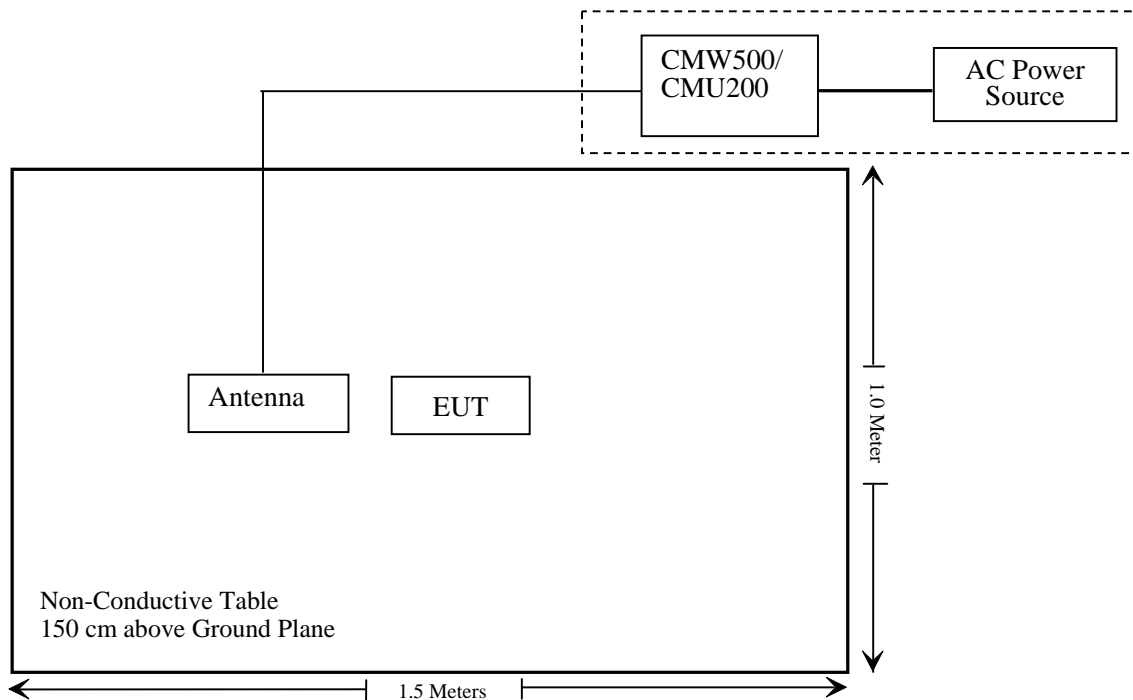 CMW500/
CMU200
AC Power
Source
Antenna
EUT
1.0 Meter
Non-Conductive Table
150 cm above Ground Plane
1.5 Meters